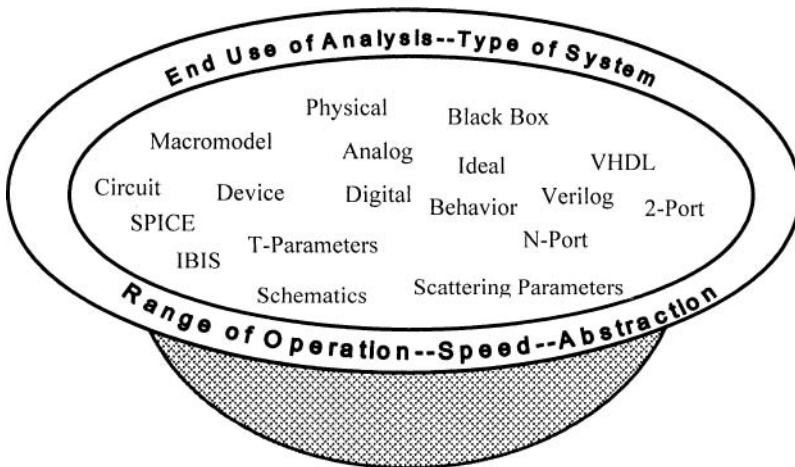 End Use of Analysis--Type of System
Physical
Black Box
Macromodel
Analog
Ideal
VHDL
Circuit
Device
Digital
Behavior
Verilog
2-Port
SPICE
T-Parameters
N-Port
IBIS
Schematics
Scattering Parameters
Range of Operation--Speed--Abstraction